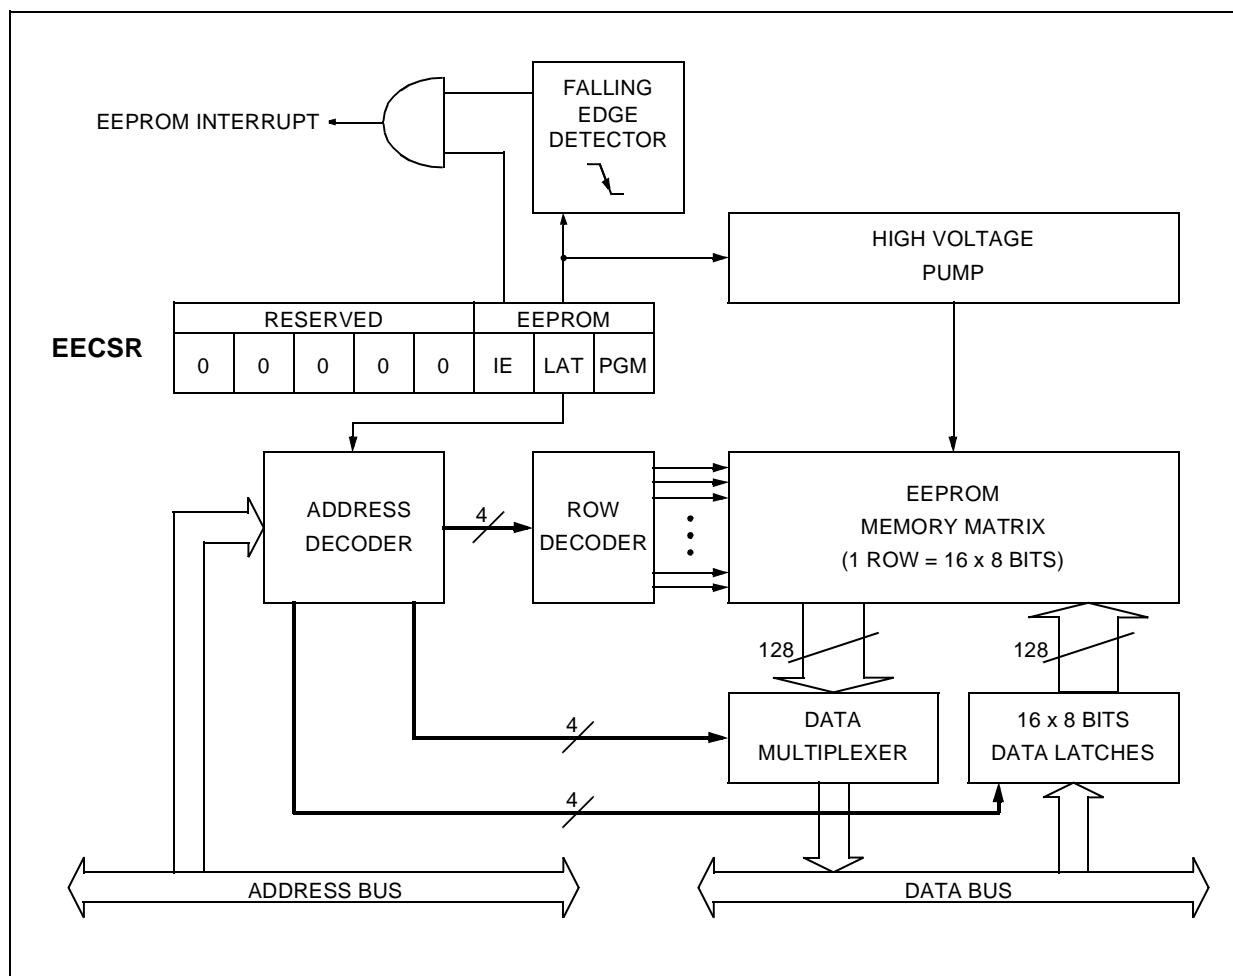 FALLING
EDGE
DETECTOR
EEPROM INTERRUPT
HIGH VOLTAGE
PUMP
RESERVED
EEPROM
EECSR
0
0
0
0
0
IE
LAT
PGM
ADDRESS
DECODER
4
ROW
DECODER
EEPROM
MEMORY MATRIX
(1 ROW = 16 x 8 BITS)
128
128
4
DATA
MULTIPLEXER
16 x 8 BITS
DATA LATCHES
4
ADDRESS BUS
DATA BUS